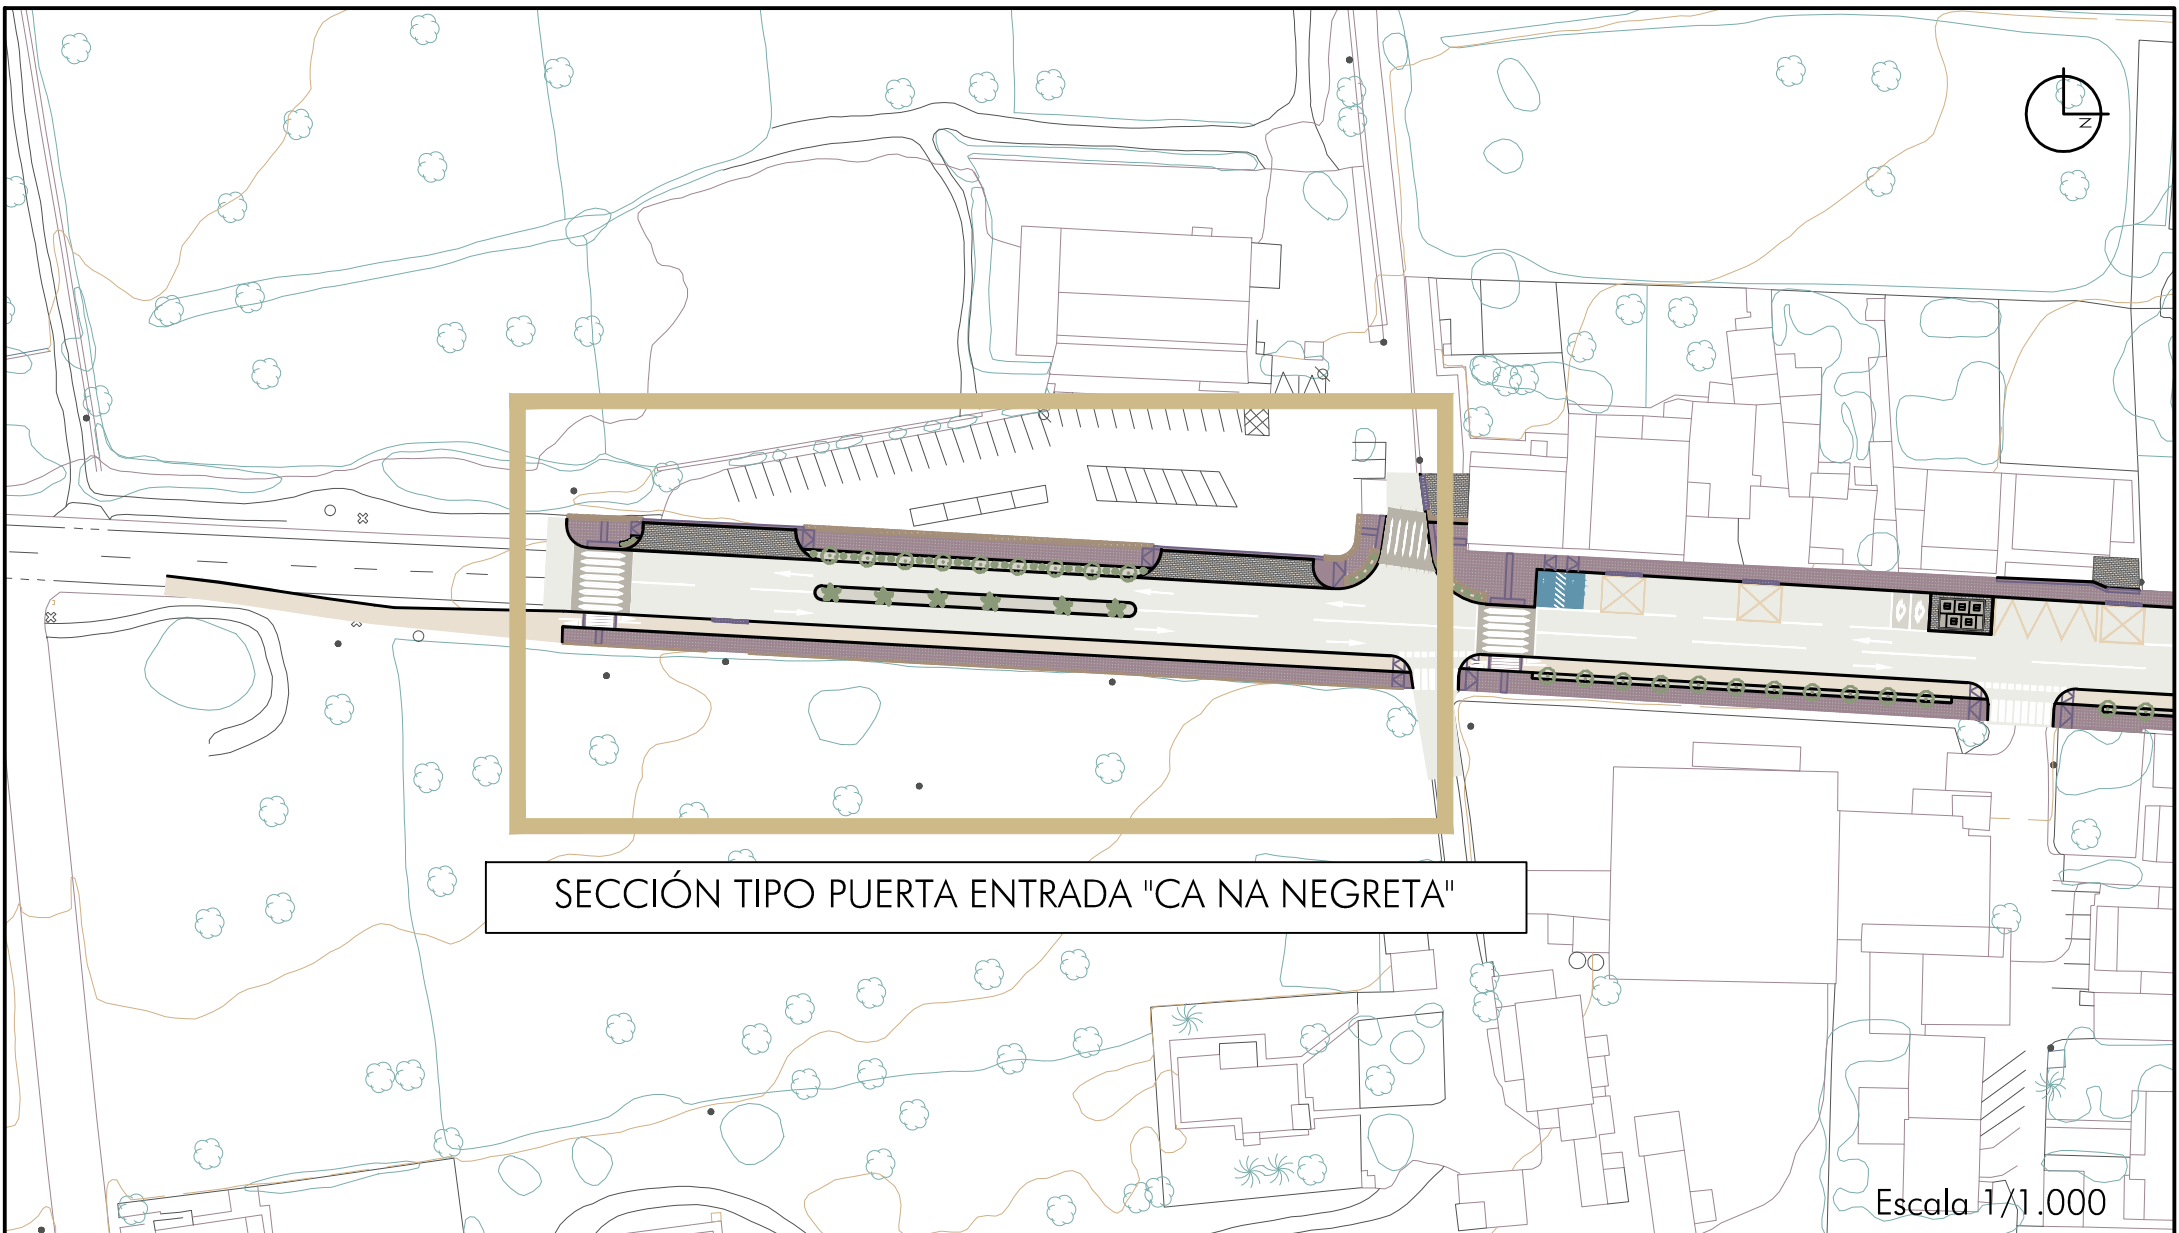 N
SECCIÓN TIPO PUERTA ENTRADA "CA NA NEGRETA"
Escala 1/1.000